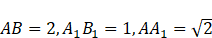 AB = 2, A₁B₁ = 1, AA₁ = √2